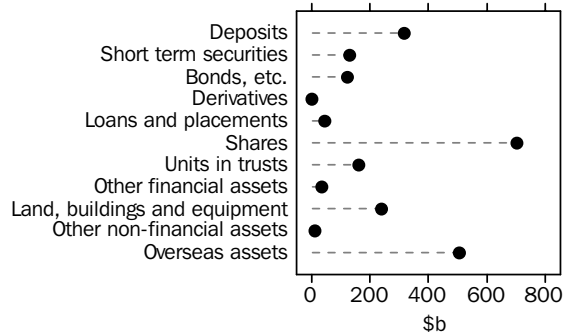 Deposits
Short term securities
Bonds, etc.
Derivatives
Loans and placements
Shares
Units in trusts
Other financial assets
Land, buildings and equipment
Other non-financial assets
Overseas assets
0 200 400 600 800
$b